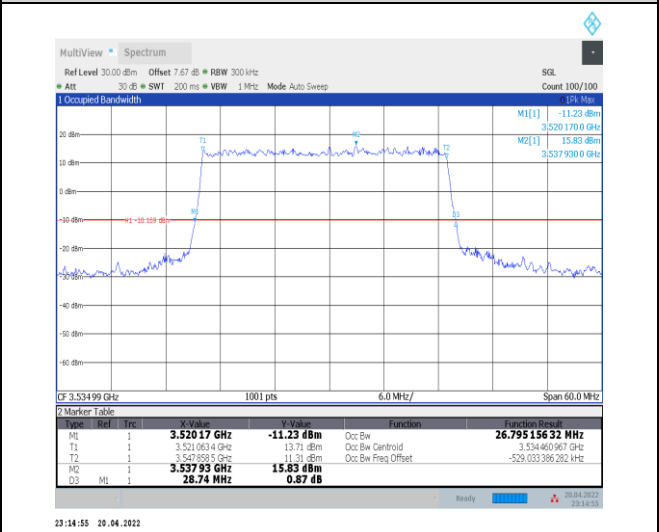 MultiView Spectrum
Ref Level 30.00 dBm Offset 7.67 dB RBW 300 kHz SGL
Att 30 dB SWT 200 ms VBW 1 MHz Mode Auto Sweep Count 100/100
1 Occupied Bandwidth 1Pk Max
M1[1] -11.23 dBm
3.520 170 0 GHz
M2[1] 15.83 dBm
3.537 930 0 GHz
20 dBm
T1
M2
T2
10 dBm
0 dBm
M1
D3
-10 dBm
H1 -10.169 dBm
-20 dBm
-30 dBm
-40 dBm
-50 dBm
-60 dBm
CF 3.534 99 GHz 1001 pts 6.0 MHz/ Span 60.0 MHz
2 Marker Table
Type Ref Trc X-Value Y-Value Function Function Result
M1 1 3.520 17 GHz -11.23 dBm Occ Bw 26.795 156 32 MHz
T1 1 3.521 063 4 GHz 13.71 dBm Occ Bw Centroid 3.534 460 967 GHz
T2 1 3.547 858 5 GHz 11.31 dBm Occ Bw Freq Offset -529.033 386 282 kHz
M2 1 3.537 93 GHz 15.83 dBm
D3 M1 1 28.74 MHz 0.87 dB
Ready 20.04.2022
23:14:55
23:14:55 20.04.2022